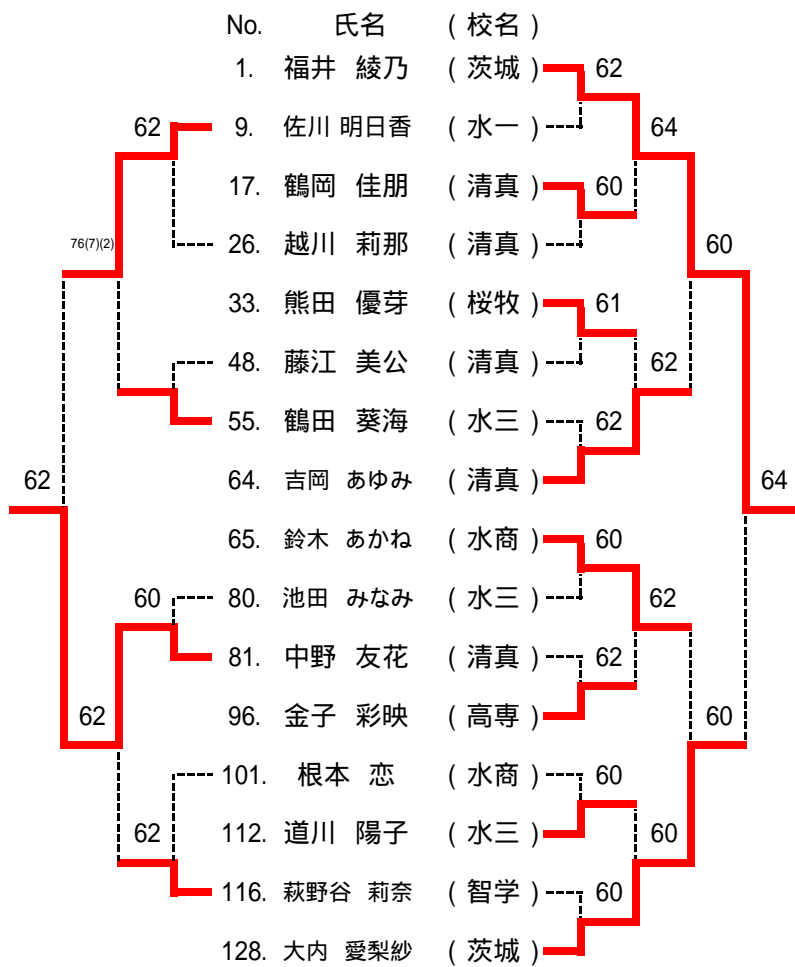 No. 氏名 (校名)
1. 福井 綾乃 (茨城) 62
62 9. 佐川 明日香 (水一) 64
17. 鶴岡 佳朋 (清真) 60
76(7)(2) 26. 越川 莉那 (清真) 60
33. 熊田 優芽 (桜牧) 61
48. 藤江 美公 (清真) 62
55. 鶴田 葵海 (水三) 62
62 64. 吉岡 あゆみ (清真) 64
65. 鈴木 あかね (水商) 60
60 80. 池田 みなみ (水三) 62
81. 中野 友花 (清真) 62
62 96. 金子 彩映 (高専) 60
101. 根本 恋 (水商) 60
62 112. 道川 陽子 (水三) 60
116. 萩野谷 莉奈 (智学) 60
128. 大内 愛梨紗 (茨城)